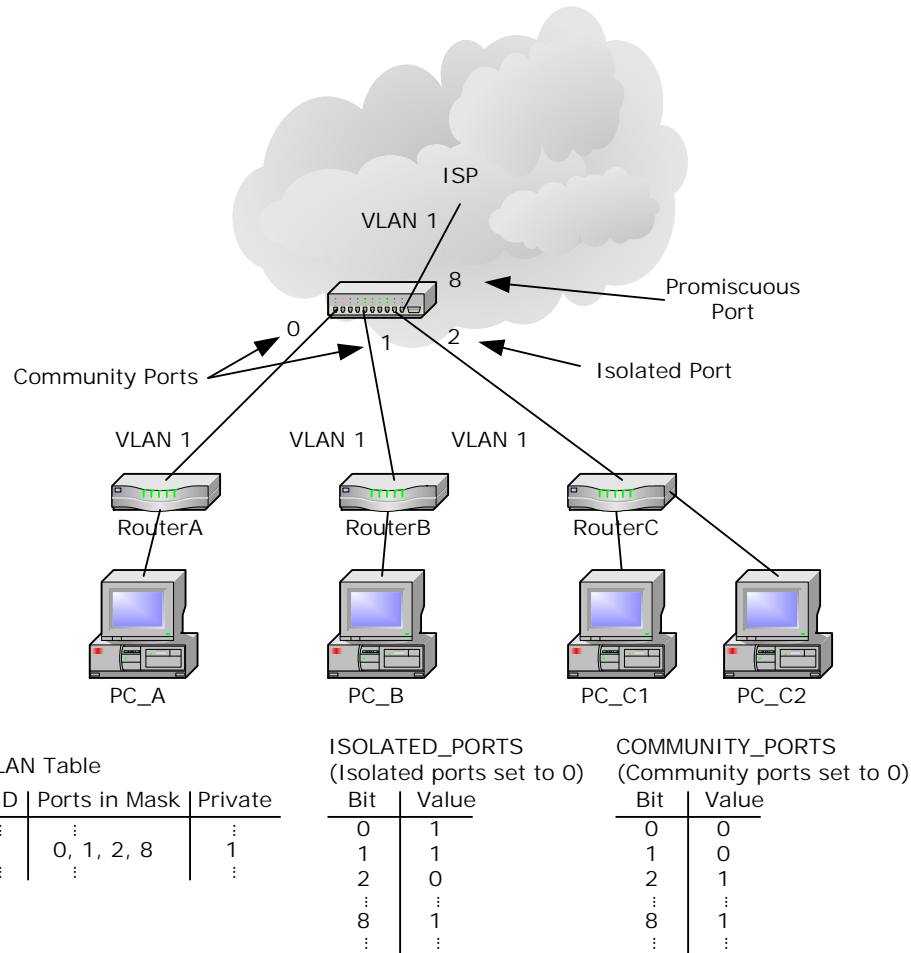 ISP
VLAN 1
8
Promiscuous
Port
0
1
2
Community Ports
Isolated Port
VLAN 1
VLAN 1
VLAN 1
RouterA
RouterB
RouterC
PC_A
PC_B
PC_C1
PC_C2
LAN Table
D Ports in Mask Private
⋮ ⋮ ⋮
0, 1, 2, 8 1
⋮ ⋮ ⋮
ISOLATED_PORTS
(Isolated ports set to 0)
Bit Value
0 1
1 1
2 0
⋮ ⋮
8 1
⋮ ⋮
COMMUNITY_PORTS
(Community ports set to 0)
Bit Value
0 0
1 0
2 1
⋮ ⋮
8 1
⋮ ⋮